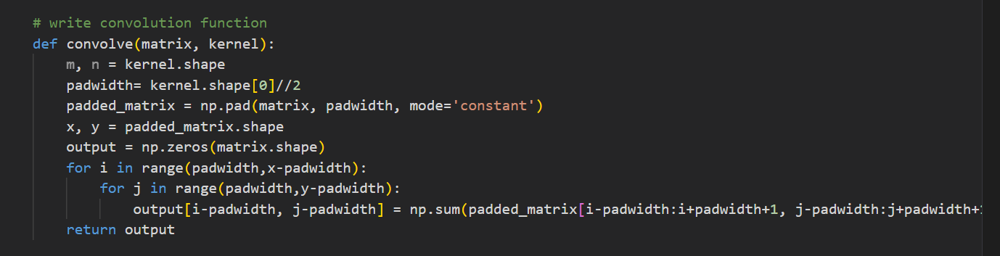 # write convolution function
def convolve(matrix, kernel):
    m, n = kernel.shape
    padwidth= kernel.shape[0]//2
    padded_matrix = np.pad(matrix, padwidth, mode='constant')
    x, y = padded_matrix.shape
    output = np.zeros(matrix.shape)
    for i in range(padwidth,x-padwidth):
        for j in range(padwidth,y-padwidth):
            output[i-padwidth, j-padwidth] = np.sum(padded_matrix[i-padwidth:i+padwidth+1, j-padwidth:j+padwidth+
    return output